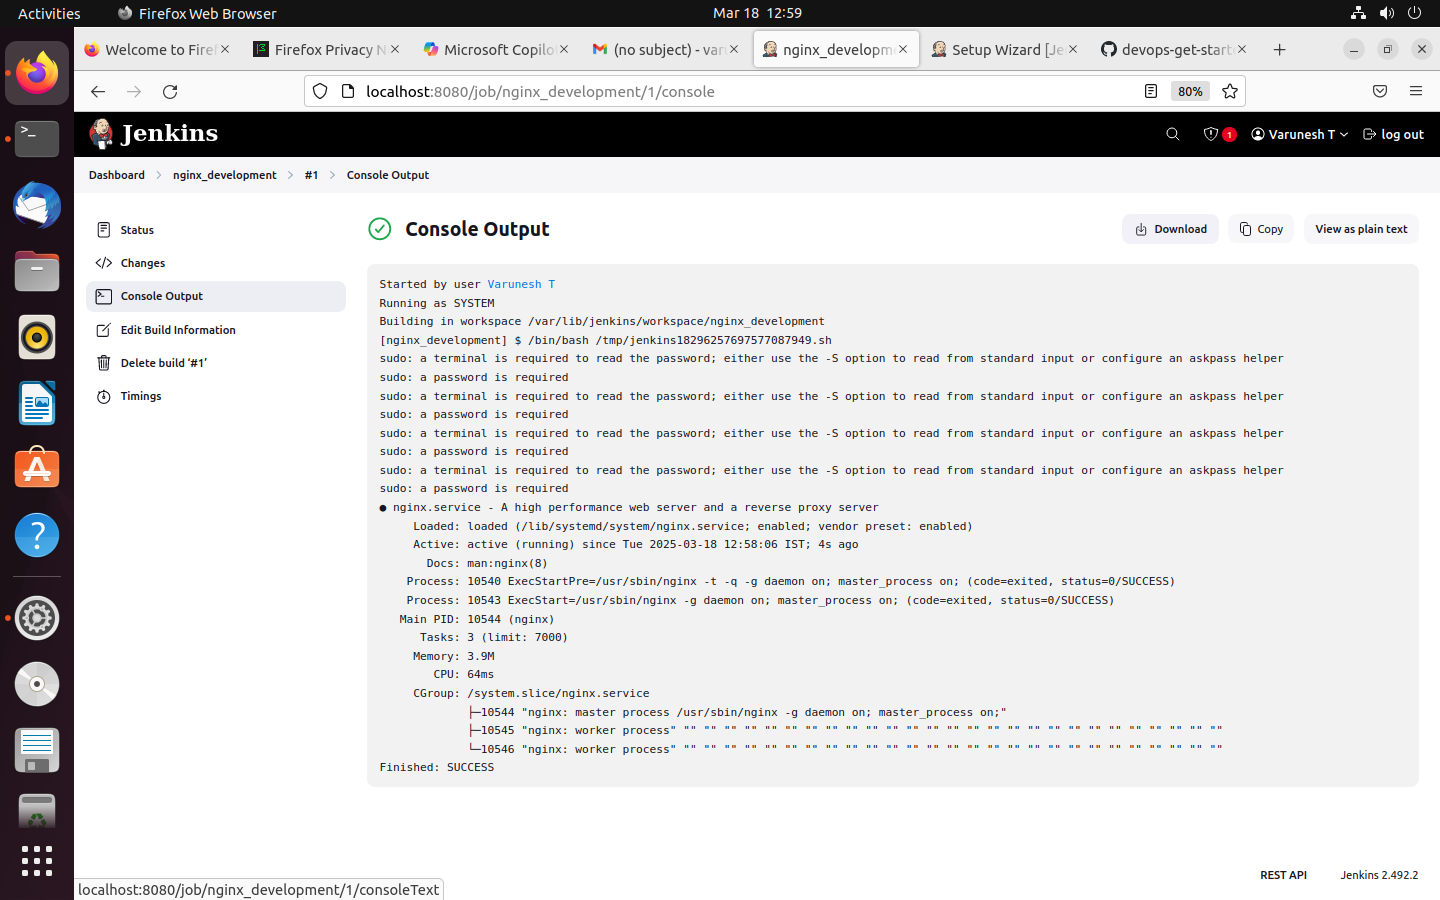 Activities
Firefox Web Browser
Mar 18 12:59
Welcome to Firef
Firefox Privacy N
Microsoft Copilo
(no subject) - varu
nginx_developm
Setup Wizard [Je
devops-get-starte
localhost:8080/job/nginx_development/1/console
80%
Jenkins
1
Varunesh T
log out
Dashboard
nginx_development
#1
Console Output
Status
Changes
Console Output
Edit Build Information
Delete build ‘#1’
Timings
Console Output
Download
Copy
View as plain text
Started by user Varunesh T
Running as SYSTEM
Building in workspace /var/lib/jenkins/workspace/nginx_development
[nginx_development] $ /bin/bash /tmp/jenkins18296257697577087949.sh
sudo: a terminal is required to read the password; either use the -S option to read from standard input or configure an askpass helper
sudo: a password is required
sudo: a terminal is required to read the password; either use the -S option to read from standard input or configure an askpass helper
sudo: a password is required
sudo: a terminal is required to read the password; either use the -S option to read from standard input or configure an askpass helper
sudo: a password is required
sudo: a terminal is required to read the password; either use the -S option to read from standard input or configure an askpass helper
sudo: a password is required
● nginx.service - A high performance web server and a reverse proxy server
Loaded: loaded (/lib/systemd/system/nginx.service; enabled; vendor preset: enabled)
Active: active (running) since Tue 2025-03-18 12:58:06 IST; 4s ago
Docs: man:nginx(8)
Process: 10540 ExecStartPre=/usr/sbin/nginx -t -q -g daemon on; master_process on; (code=exited, status=0/SUCCESS)
Process: 10543 ExecStart=/usr/sbin/nginx -g daemon on; master_process on; (code=exited, status=0/SUCCESS)
Main PID: 10544 (nginx)
Tasks: 3 (limit: 7000)
Memory: 3.9M
CPU: 64ms
CGroup: /system.slice/nginx.service
├─10544 "nginx: master process /usr/sbin/nginx -g daemon on; master_process on;"
├─10545 "nginx: worker process" "" "" "" "" "" "" "" "" "" "" "" "" "" "" "" "" "" "" "" "" "" "" "" "" "" "" ""
└─10546 "nginx: worker process" "" "" "" "" "" "" "" "" "" "" "" "" "" "" "" "" "" "" "" "" "" "" "" "" "" "" ""
Finished: SUCCESS
REST API
Jenkins 2.492.2
localhost:8080/job/nginx_development/1/consoleText